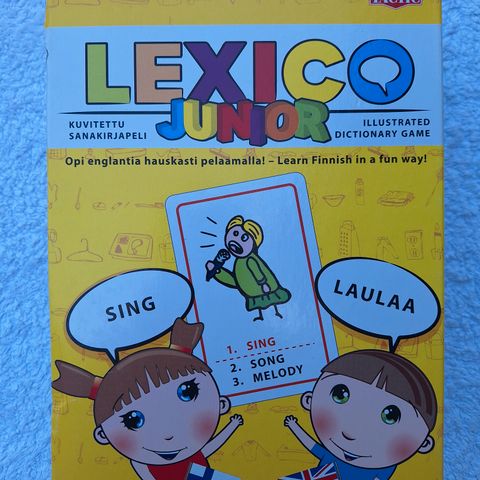 TACTIC
LEXICO
JUNIOR
KUVITETTU
SANAKIRJAPELI
ILLUSTRATED
DICTIONARY GAME
Opi englantia hauskasti pelaamalla! – Learn Finnish in a fun way!
SING
LAULAA
1. SING
2. SONG
3. MELODY